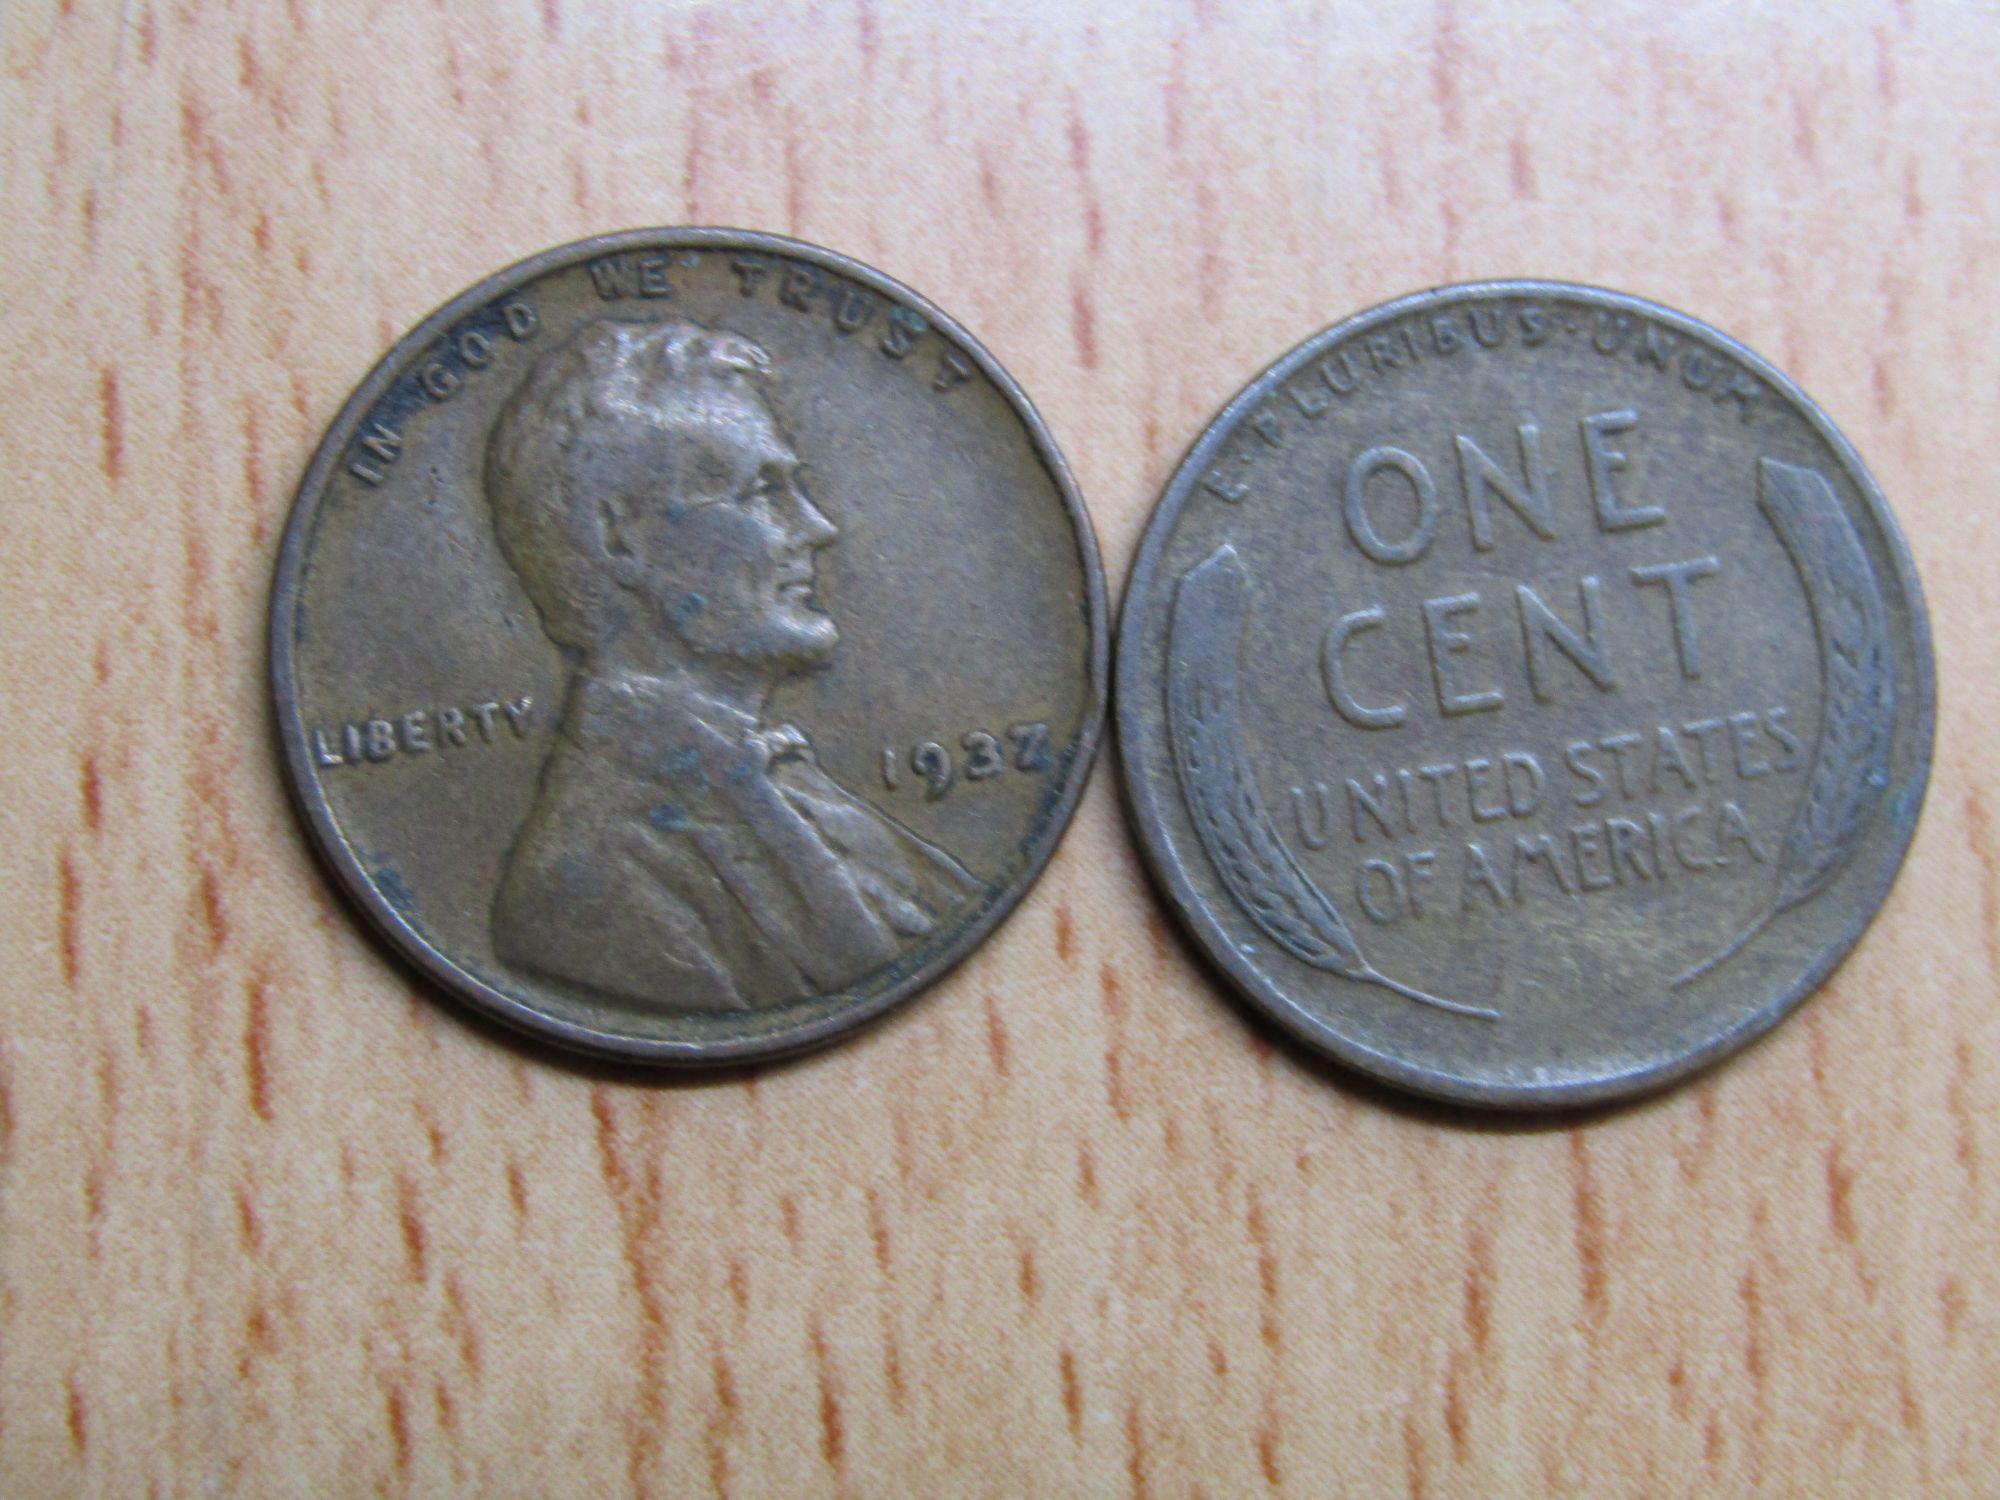 IN GOD WE TRUST
LIBERTY
1937
E·PLURIBUS·UNUM
ONE
CENT
UNITED STATES
OF AMERICA